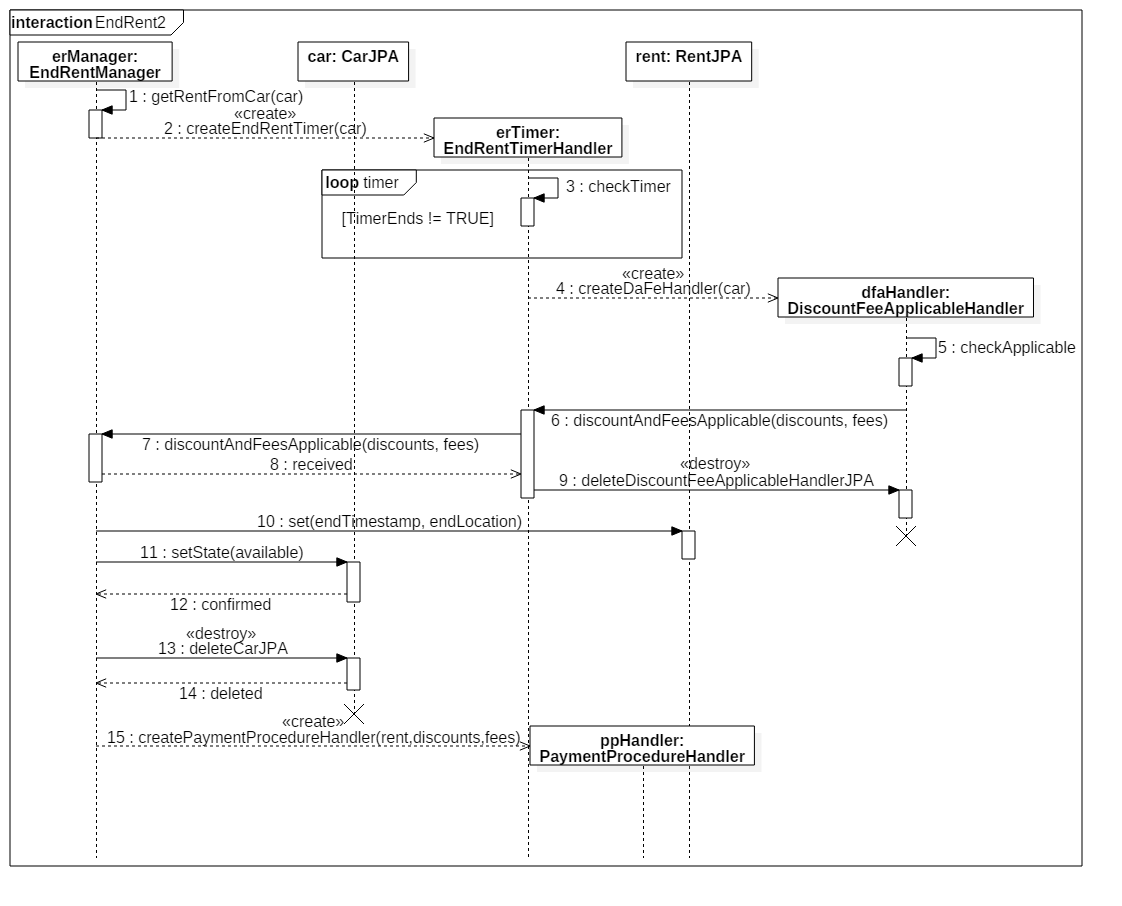 interaction EndRent2
erManager:
EndRentManager
car: CarJPA
rent: RentJPA
1 : getRentFromCar(car)
«create»
2 : createEndRentTimer(car)
erTimer:
EndRentTimerHandler
loop timer
3 : checkTimer
[TimerEnds != TRUE]
«create»
4 : createDaFeHandler(car)
dfaHandler:
DiscountFeeApplicableHandler
5 : checkApplicable
6 : discountAndFeesApplicable(discounts, fees)
7 : discountAndFeesApplicable(discounts, fees)
8 : received
«destroy»
9 : deleteDiscountFeeApplicableHandlerJPA
10 : set(endTimestamp, endLocation)
11 : setState(available)
12 : confirmed
«destroy»
13 : deleteCarJPA
14 : deleted
«create»
15 : createPaymentProcedureHandler(rent,discounts,fees)
ppHandler:
PaymentProcedureHandler